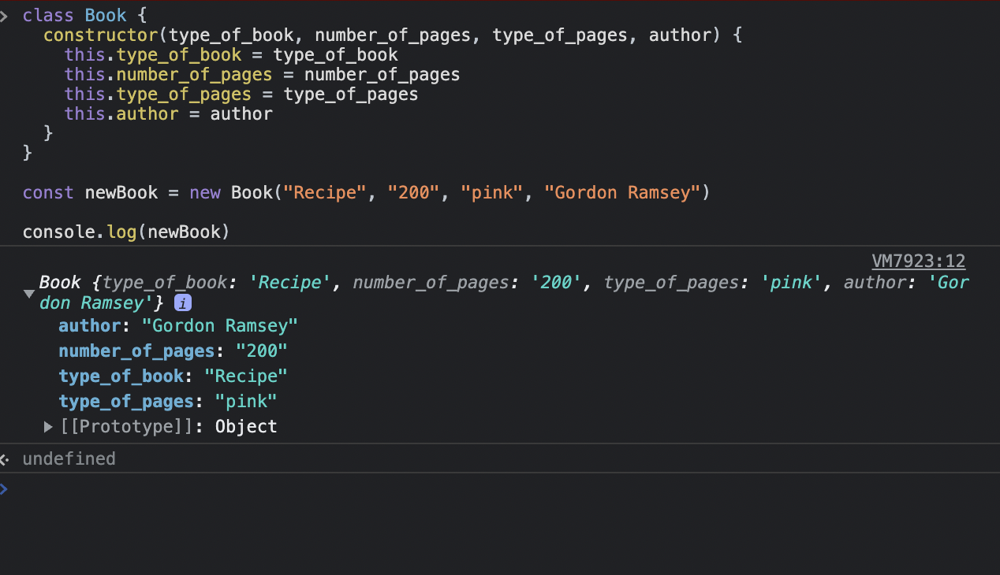 class Book {
  constructor(type_of_book, number_of_pages, type_of_pages, author) {
    this.type_of_book = type_of_book
    this.number_of_pages = number_of_pages
    this.type_of_pages = type_of_pages
    this.author = author
  }
}
const newBook = new Book("Recipe", "200", "pink", "Gordon Ramsey")
console.log(newBook)
VM7923:12
Book {type_of_book: 'Recipe', number_of_pages: '200', type_of_pages: 'pink', author: 'Gor
don Ramsey'} i
author: "Gordon Ramsey"
number_of_pages: "200"
type_of_book: "Recipe"
type_of_pages: "pink"
[[Prototype]]: Object
undefined